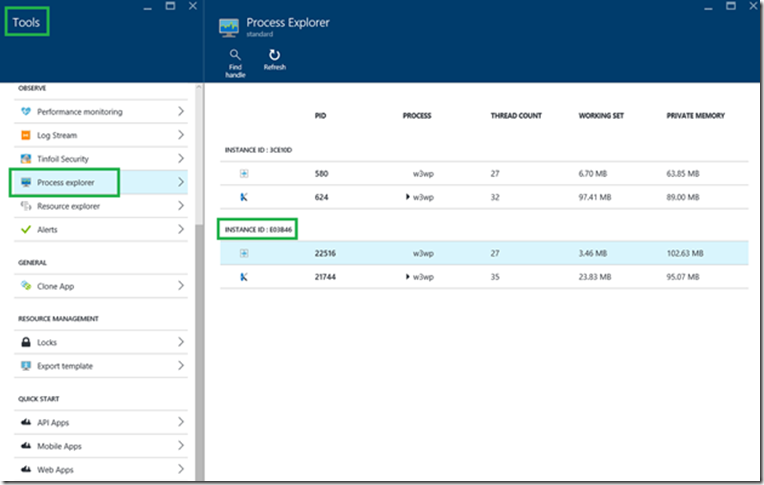 Tools
OBSERVE
Performance monitoring
Log Stream
Tinfoil Security
Process explorer
Resource explorer
Alerts
GENERAL
Clone App
RESOURCE MANAGEMENT
Locks
Export template
QUICK START
API Apps
Mobile Apps
Web Apps
Process Explorer
standard
Find handle
Refresh
PID PROCESS THREAD COUNT WORKING SET PRIVATE MEMORY
INSTANCE ID : 3CE10D
580 w3wp 27 6.70 MB 63.85 MB
624 w3wp 32 97.41 MB 89.00 MB
INSTANCE ID : E03B46
22516 w3wp 27 3.46 MB 102.63 MB
21744 w3wp 35 23.83 MB 95.07 MB